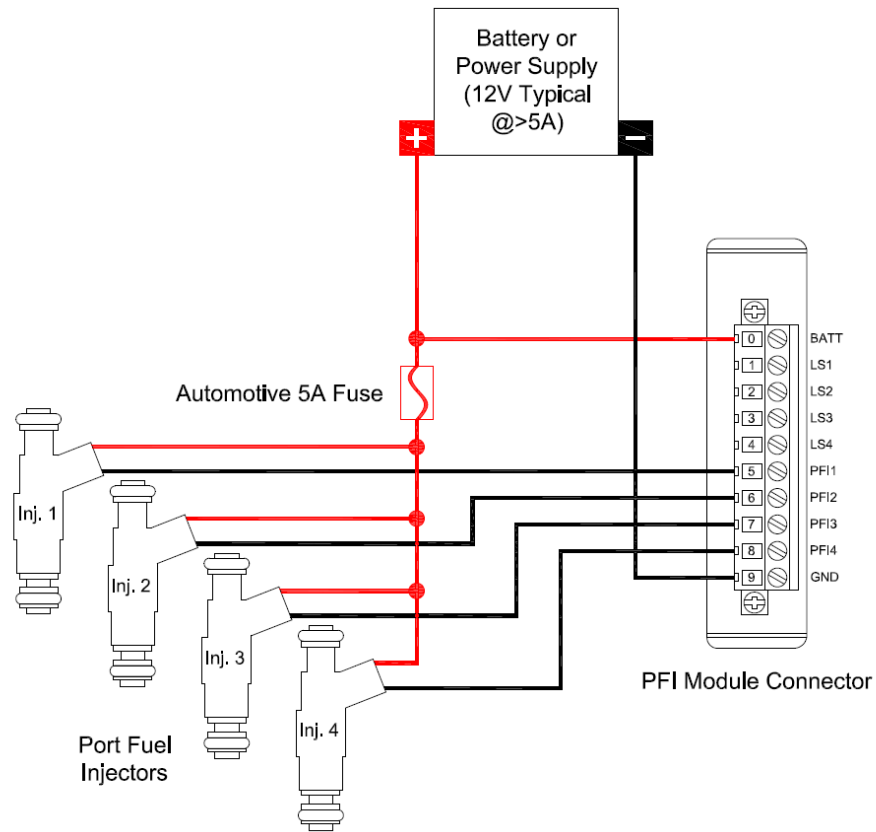 Battery or
Power Supply
(12V Typical
@>5A)
+
−
0 BATT
1 LS1
2 LS2
3 LS3
4 LS4
5 PFI1
6 PFI2
7 PFI3
8 PFI4
9 GND
PFI Module Connector
Automotive 5A Fuse
Inj. 1
Inj. 2
Inj. 3
Inj. 4
Port Fuel
Injectors